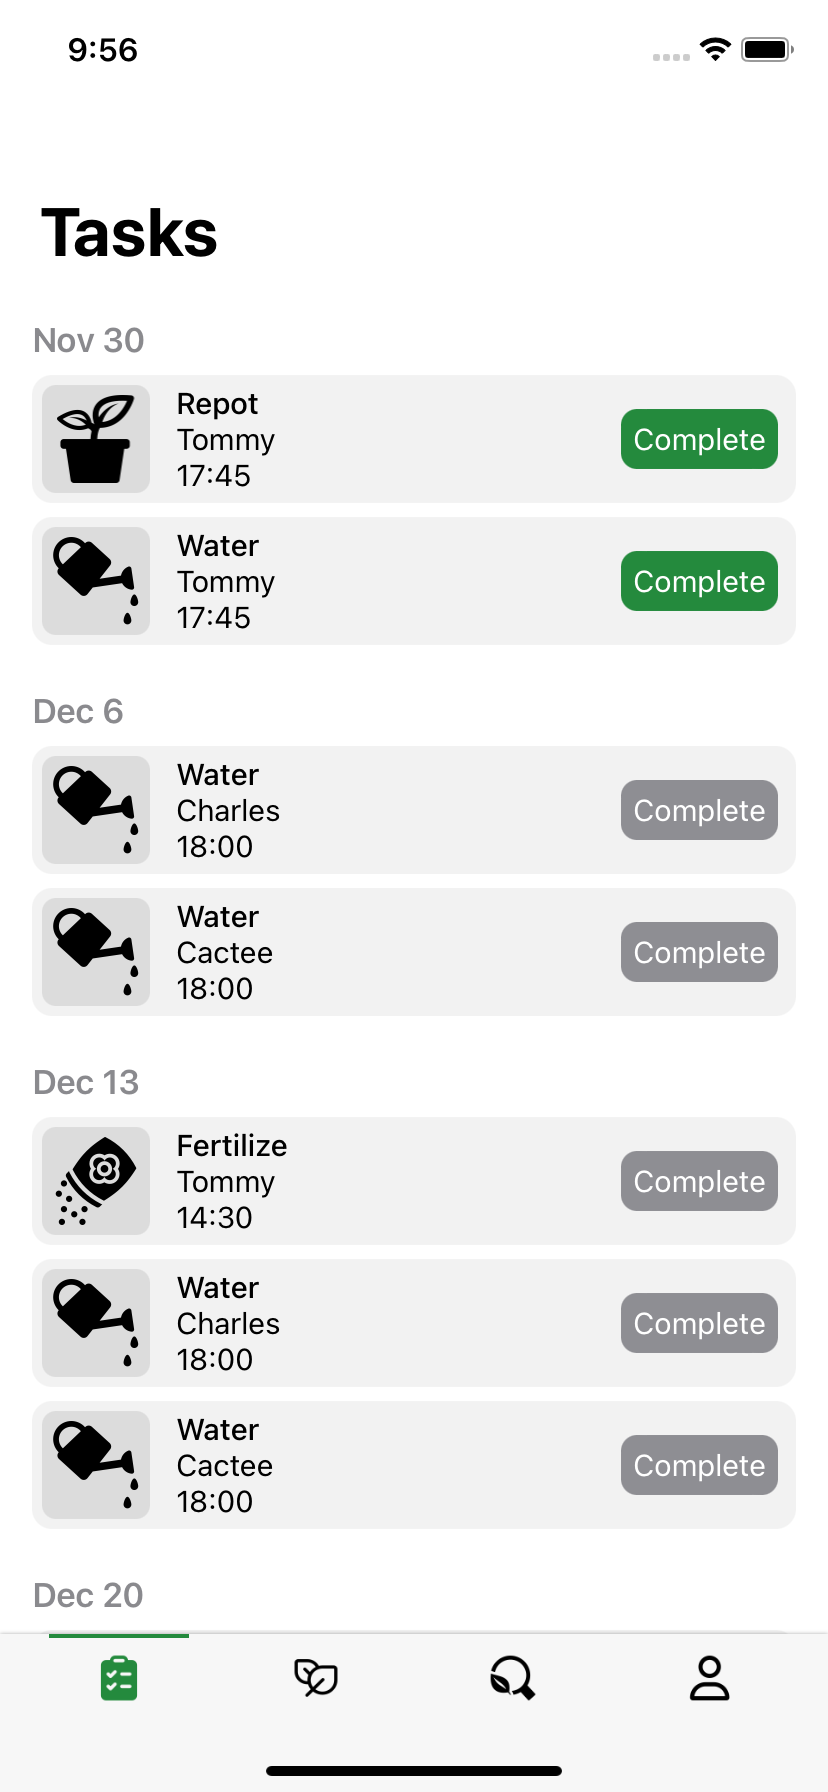 9:56
Tasks
Nov 30
Repot
Tommy
17:45
Complete
Water
Tommy
17:45
Complete
Dec 6
Water
Charles
18:00
Complete
Water
Cactee
18:00
Complete
Dec 13
Fertilize
Tommy
14:30
Complete
Water
Charles
18:00
Complete
Water
Cactee
18:00
Complete
Dec 20